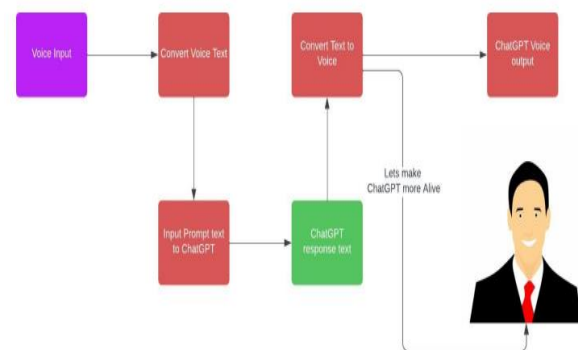 Voice Input
Convert Voice Text
Convert Text to
Voice
ChatGPT Voice
output
Lets make
ChatGPT more Alive
Input Prompt text
to ChatGPT
ChatGPT
response text